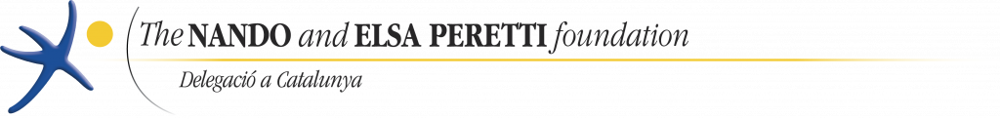 The NANDO and ELSA PERETTI foundation
Delegació a Catalunya